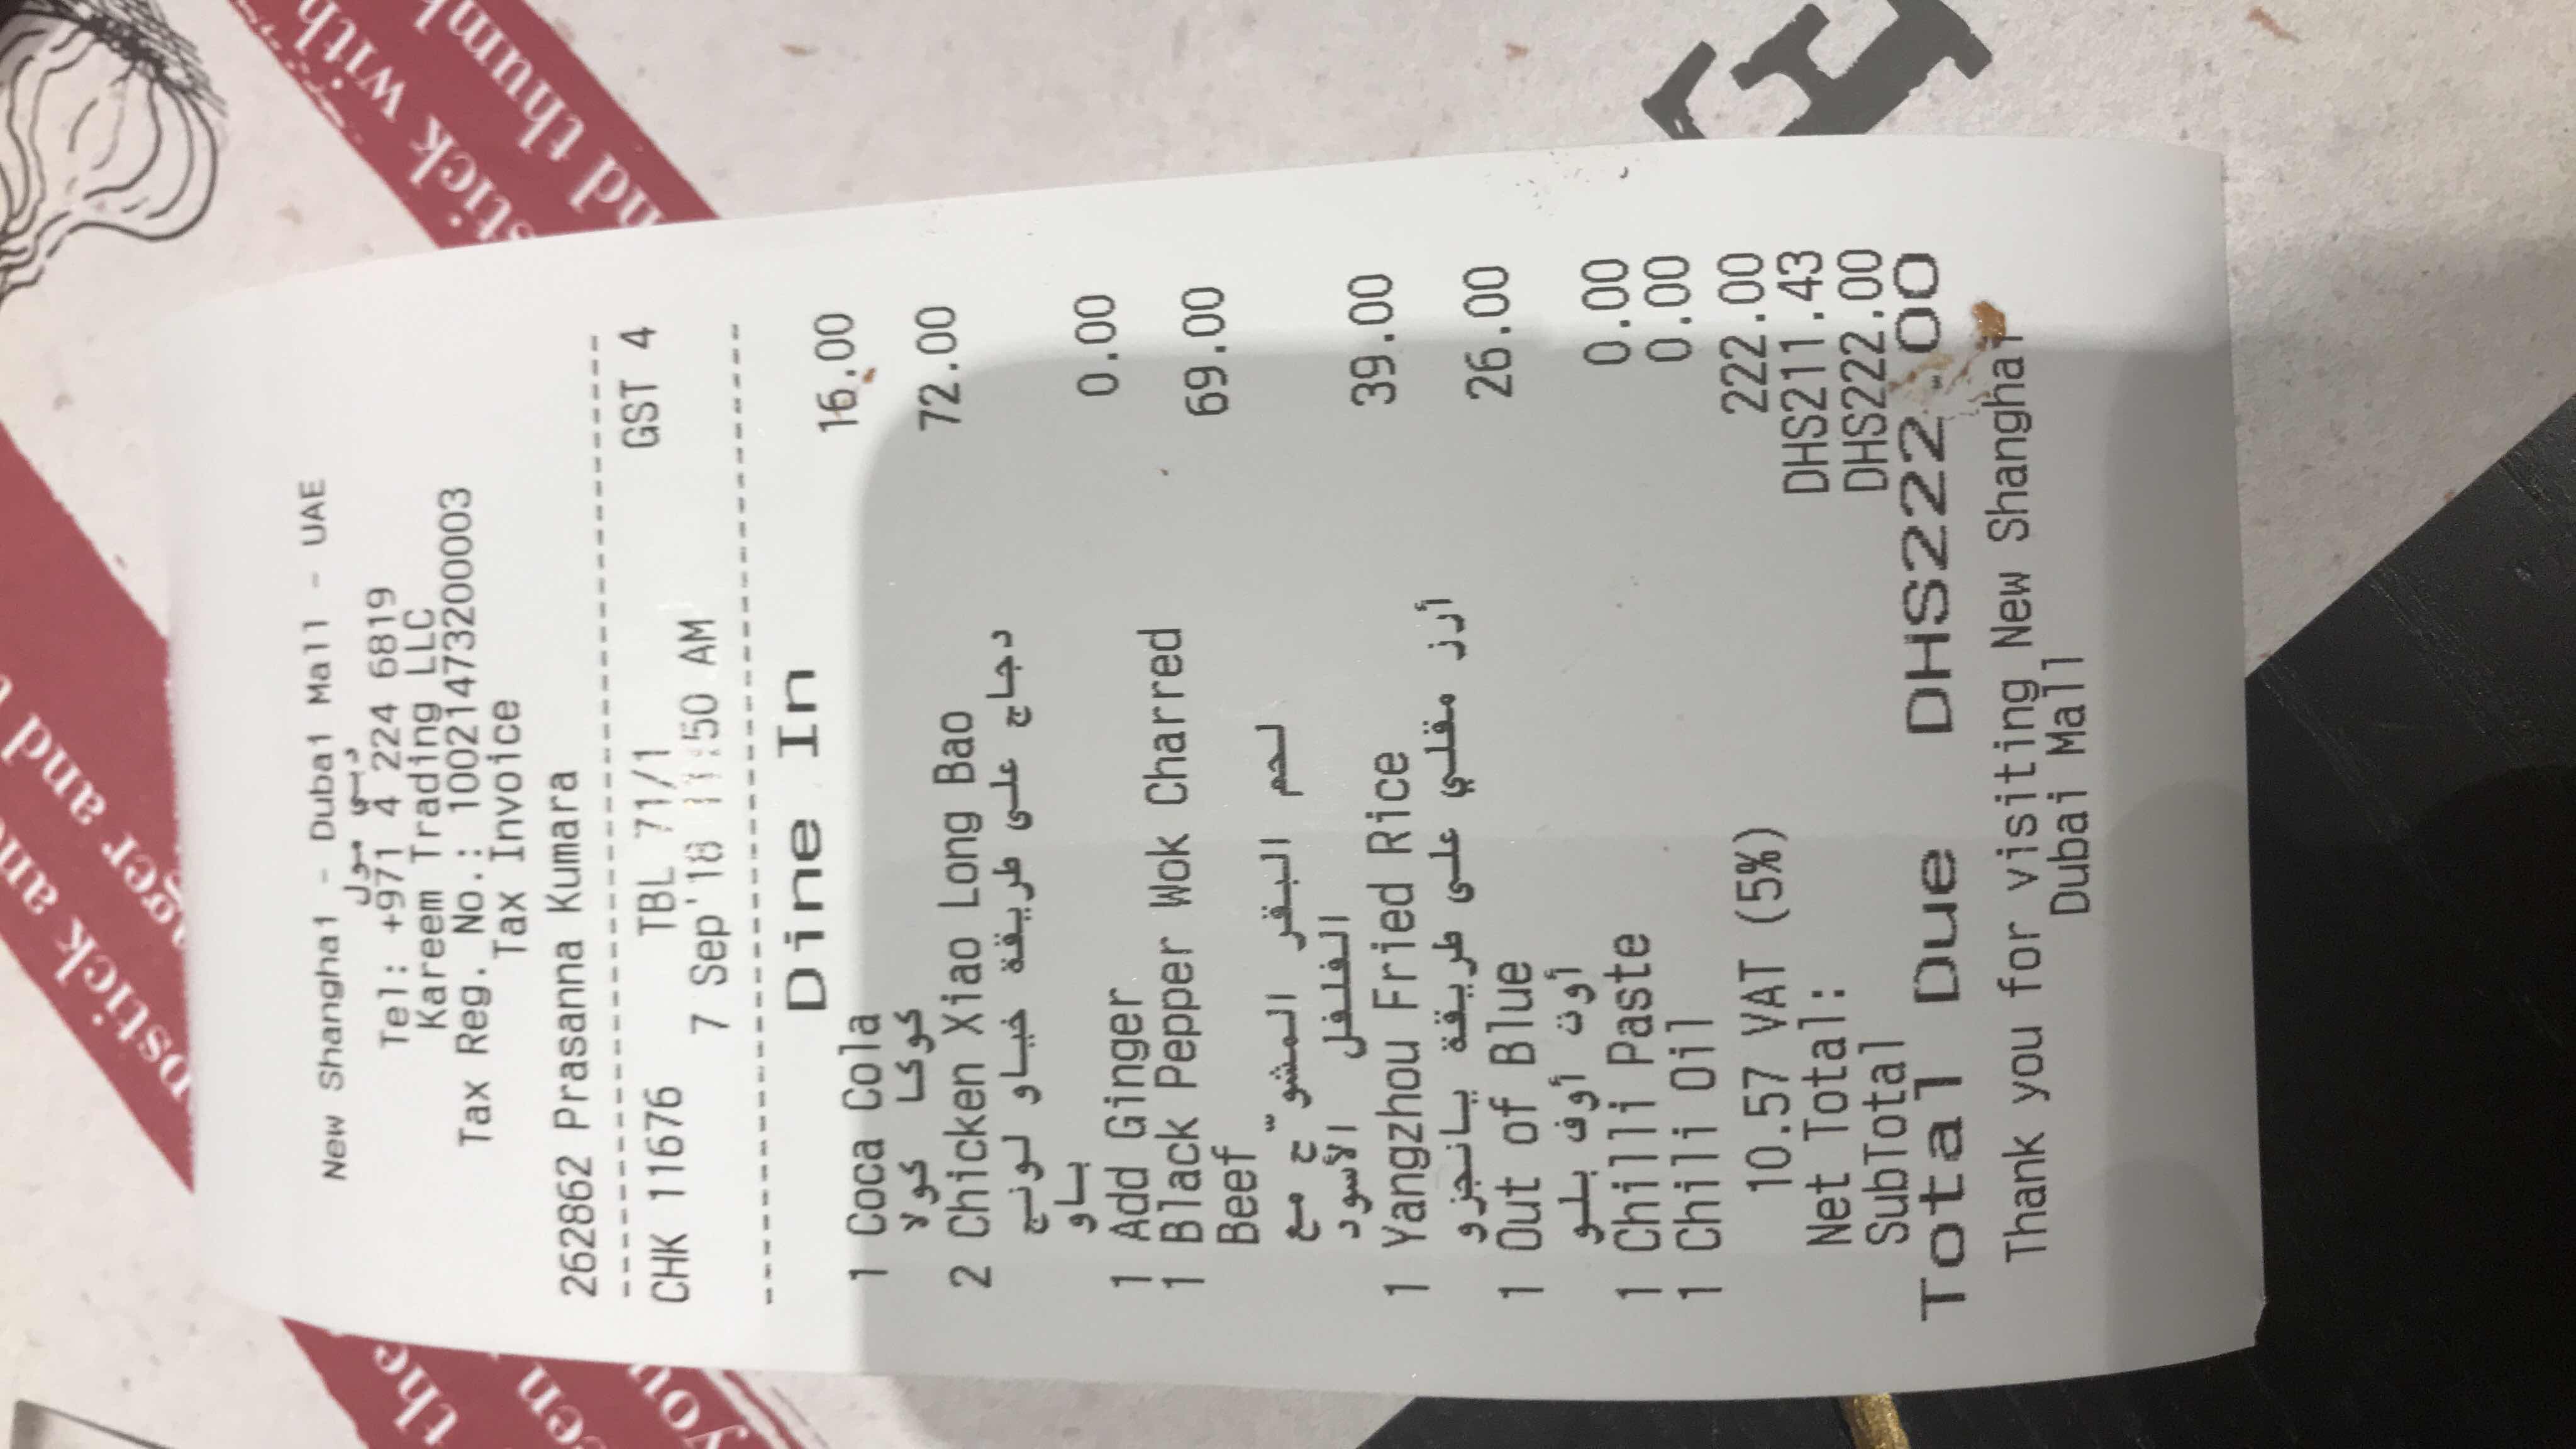 pstick an
ger and t
the
en
you
stick with
nd thumb
New Shanghai - Dubai Mall - UAE
دبي مول
Tel: +971 4 224 6819
Kareem Trading LLC
Tax Reg. No.: 10021473200003
Tax Invoice
262862 Prasanna Kumara
CHK 11676 TBL 71/1 GST 4
7 Sep'18 11:50 AM
Dine In
1 Coca Cola 16.00
كوكا كولا
2 Chicken Xiao Long Bao 72.00
دجاج على طريقة خياو لونج
باو
1 Add Ginger 0.00
1 Black Pepper Wok Charred
Beef 69.00
لحم البقر المشوّح مع
الفلفل الأسود
1 Yangzhou Fried Rice 39.00
أرز مقلي على طريقة يانجزو
1 Out of Blue 26.00
أوت أوف بلو
1 Chilli Paste 0.00
1 Chili Oil 0.00
10.57 VAT (5%) 222.00
Net Total: DHS211.43
SubTotal DHS222.00
Total Due DHS222.00
Thank you for visiting New Shanghai
Dubai Mall